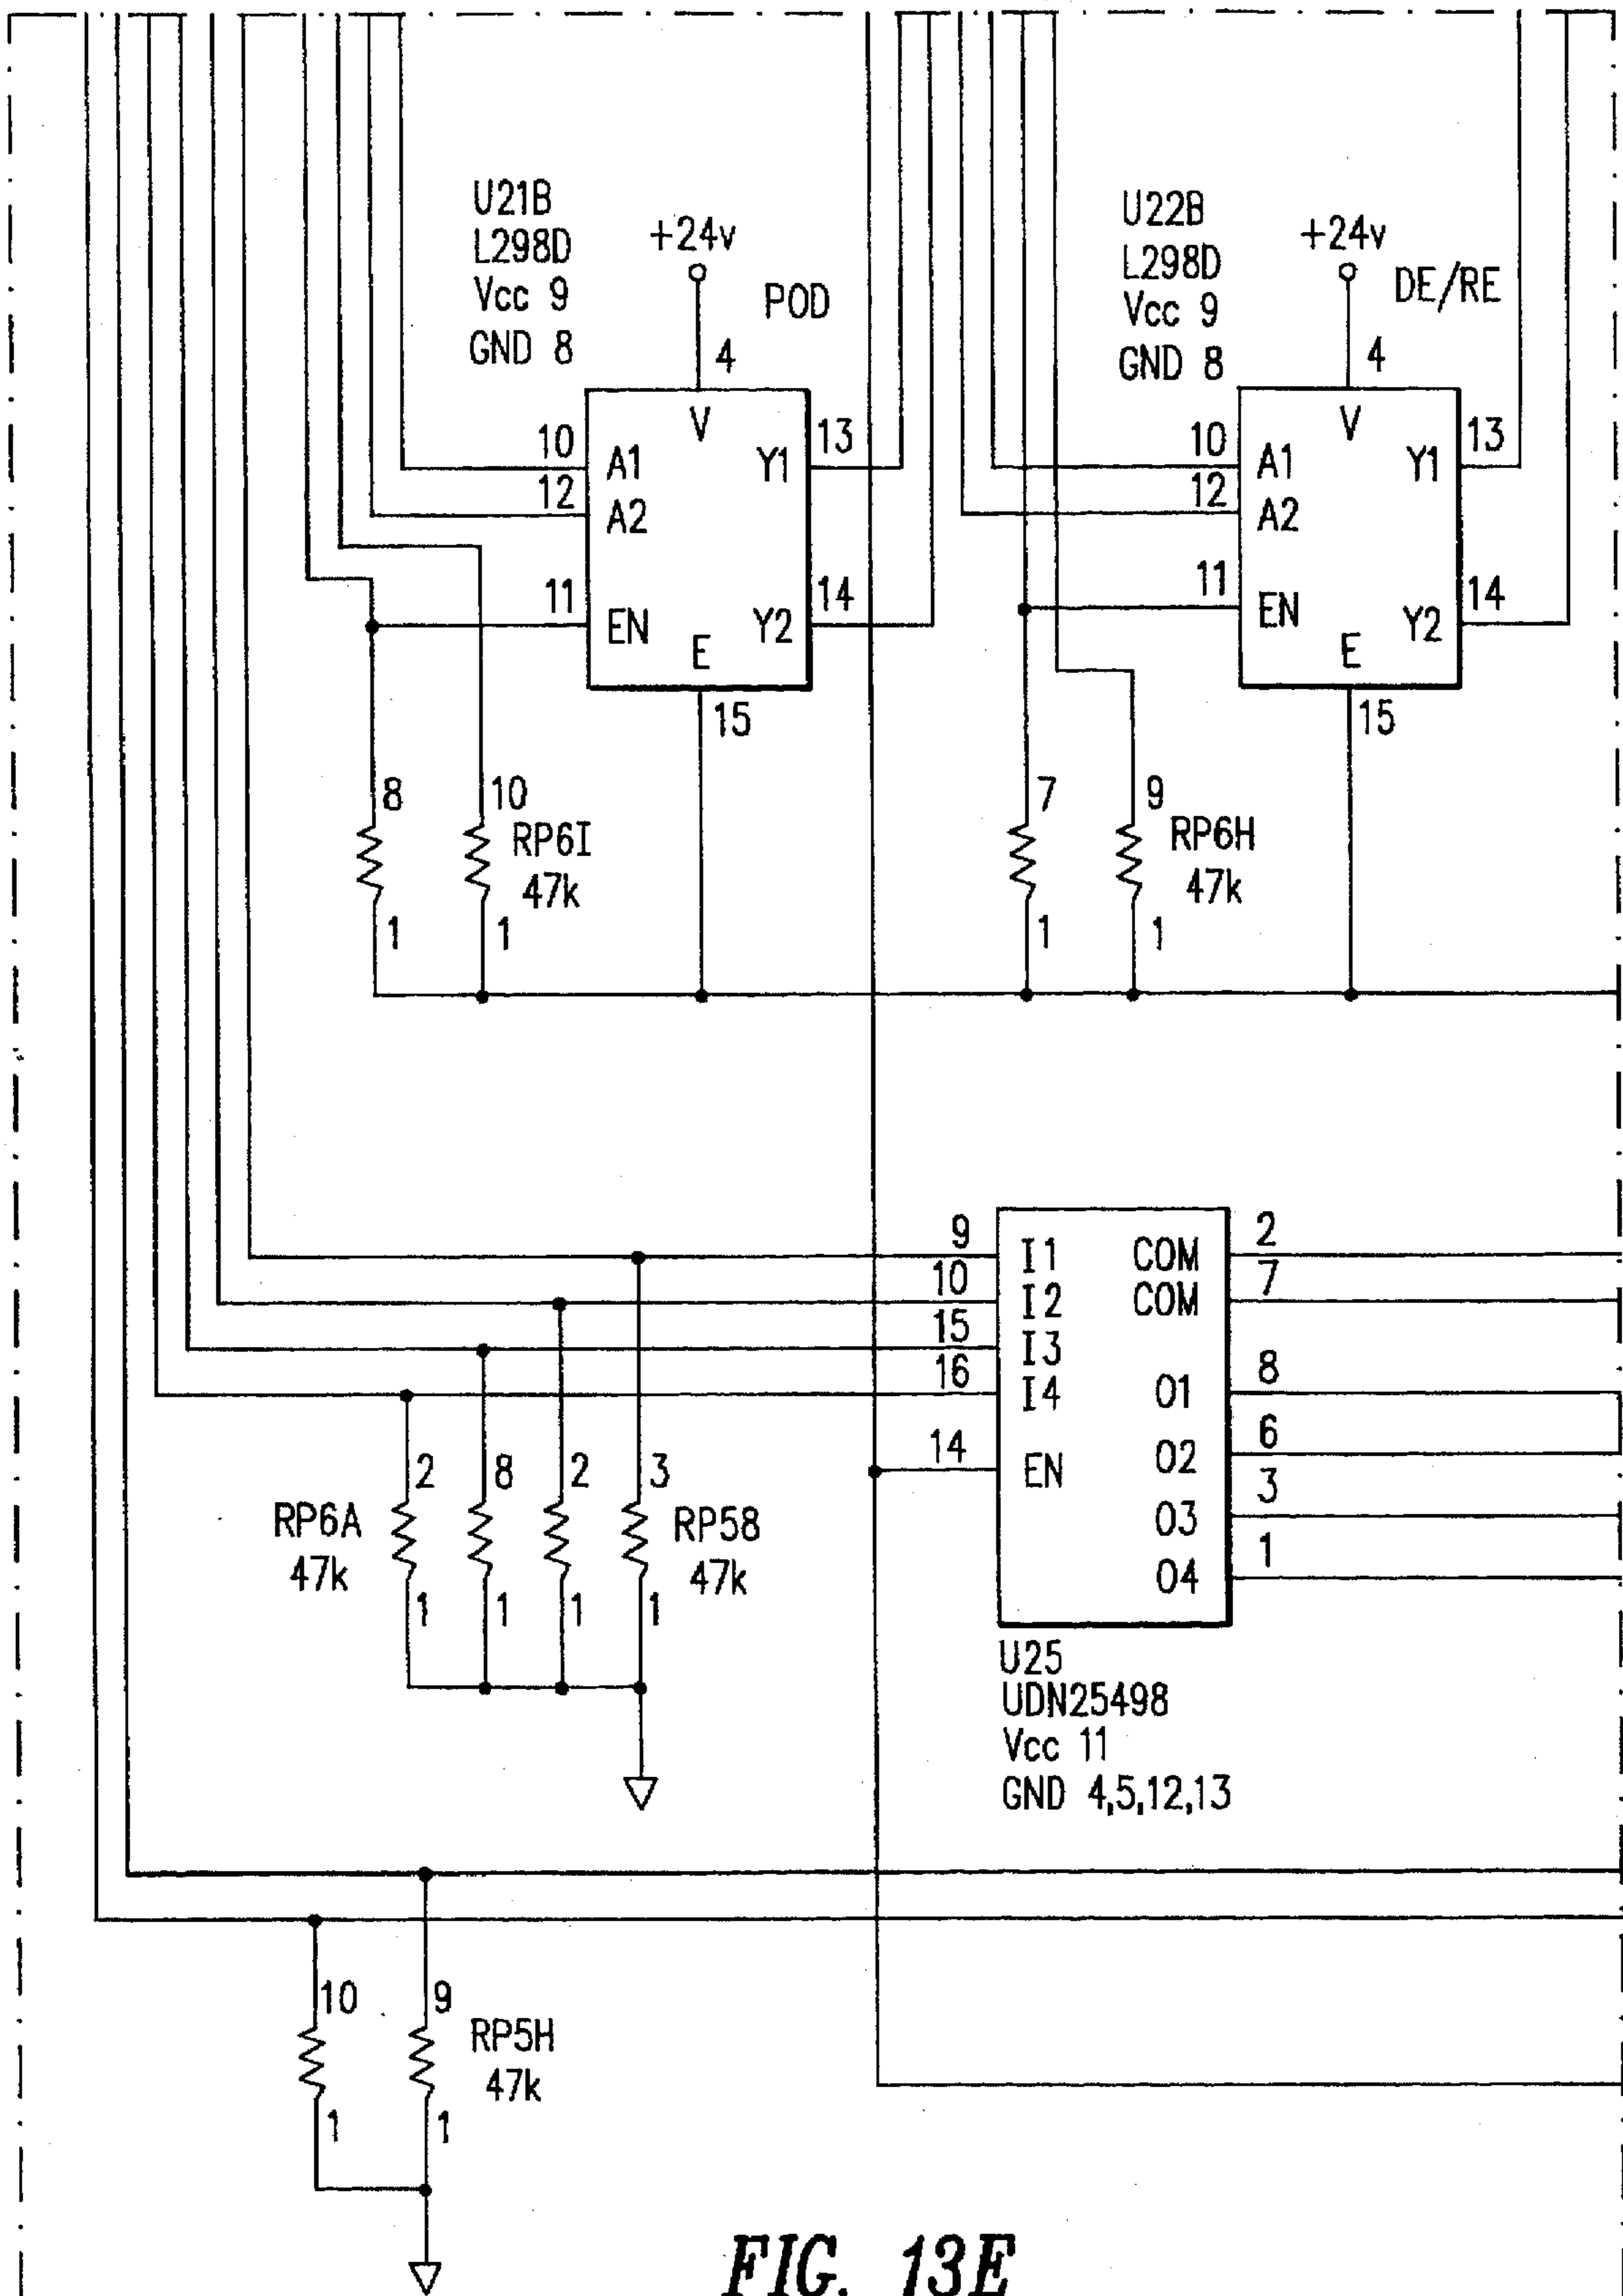 U21B
L298D
Vcc 9
GND 8
+24v
POD
4
V
10
A1
12
A2
11
EN
E
Y1
13
Y2
14
15
U22B
L298D
Vcc 9
GND 8
+24v
DE/RE
4
V
10
A1
12
A2
11
EN
E
Y1
13
Y2
14
15
8
1
10
RP6I
47k
1
7
1
9
RP6H
47k
1
9
I1
10
I2
15
I3
16
I4
14
EN
COM
2
COM
7
O1
8
O2
6
O3
3
O4
1
U25
UDN25498
Vcc 11
GND 4,5,12,13
RP6A
47k
2
1
8
1
2
1
3
1
RP58
47k
10
1
9
1
RP5H
47k
FIG. 13E